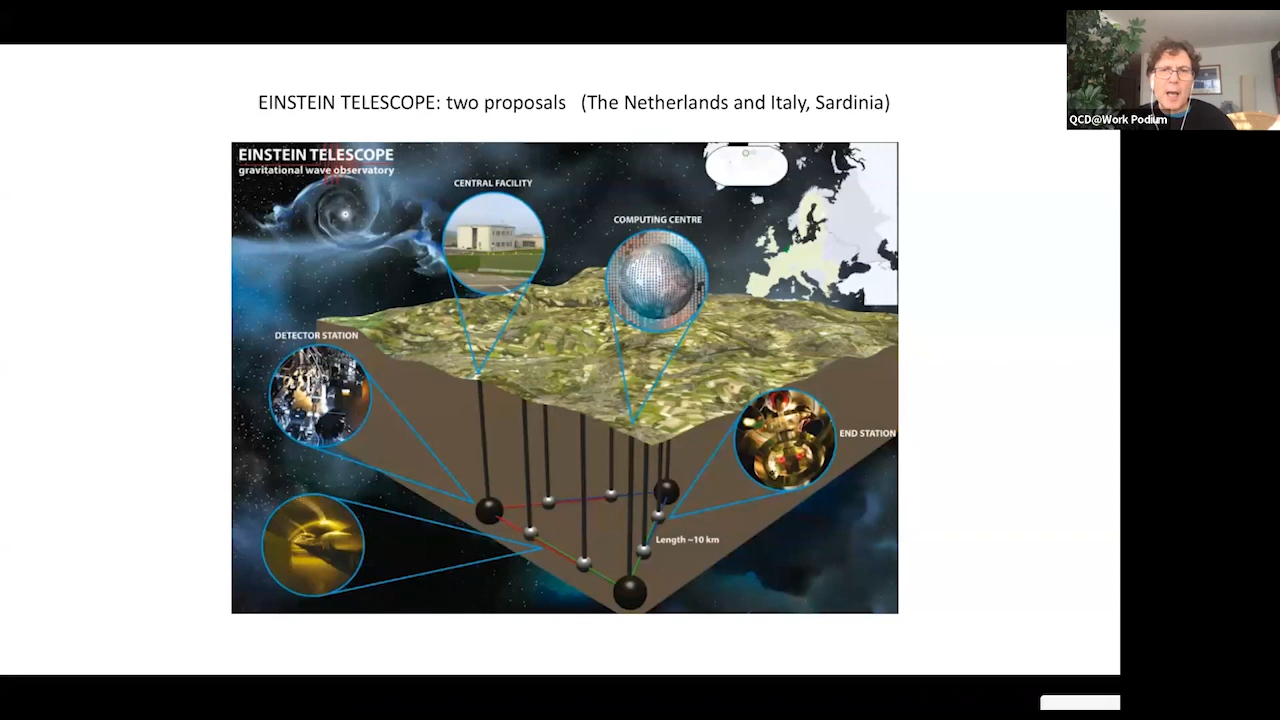 EINSTEIN TELESCOPE: two proposals (The Netherlands and Italy, Sardinia)
QCD@Work Podium
EINSTEIN TELESCOPE
gravitational wave observatory
CENTRAL FACILITY
COMPUTING CENTRE
DETECTOR STATION
END STATION
Length ~10 km